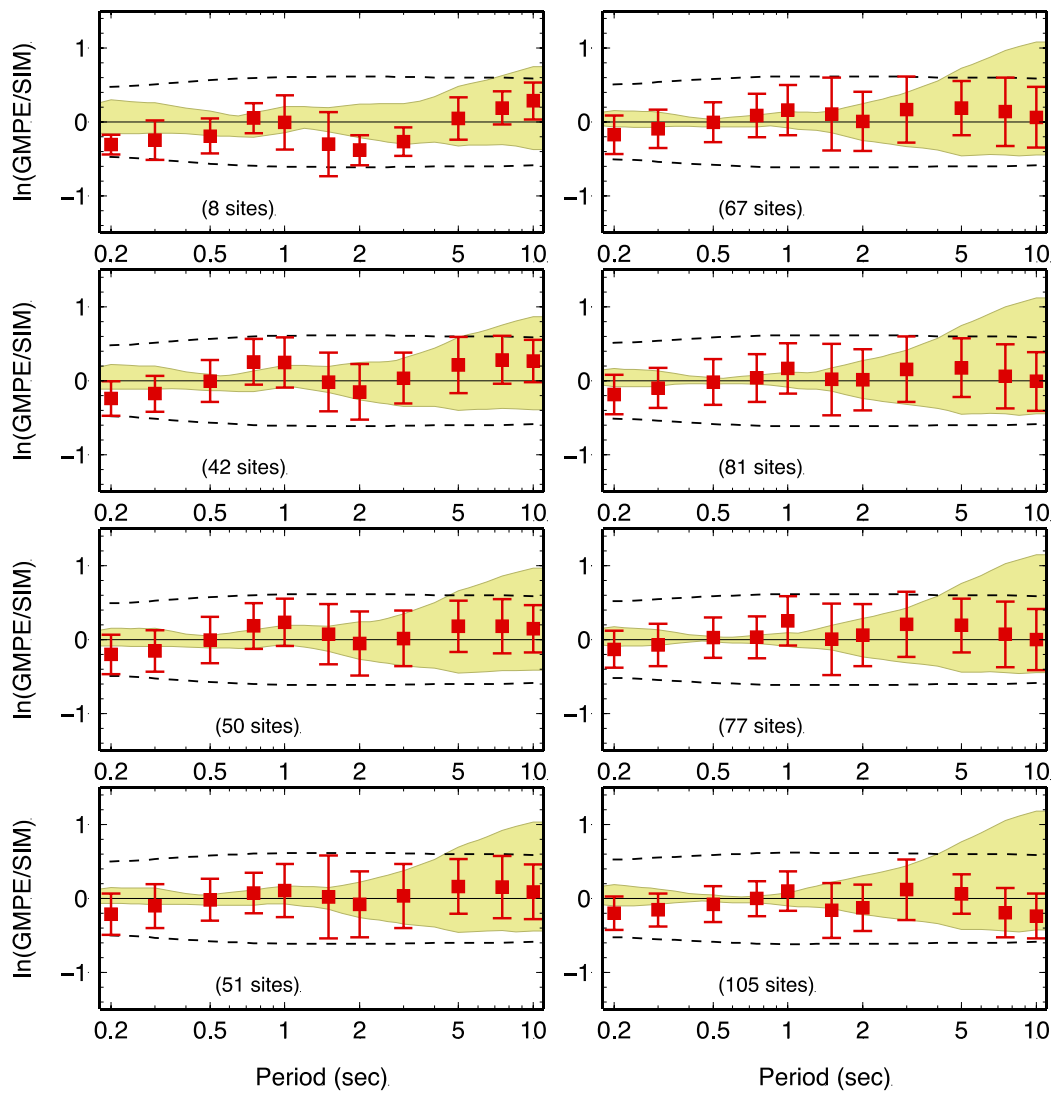 ln(GMPE/SIM)
1
0
−1
(8 sites)
0.2 0.5 1 2 5 10
1
0
−1
(67 sites)
0.2 0.5 1 2 5 10
ln(GMPE/SIM)
1
0
−1
(42 sites)
0.2 0.5 1 2 5 10
1
0
−1
(81 sites)
0.2 0.5 1 2 5 10
ln(GMPE/SIM)
1
0
−1
(50 sites)
0.2 0.5 1 2 5 10
1
0
−1
(77 sites)
0.2 0.5 1 2 5 10
ln(GMPE/SIM)
1
0
−1
(51 sites)
0.2 0.5 1 2 5 10
Period (sec)
1
0
−1
(105 sites)
0.2 0.5 1 2 5 10
Period (sec)